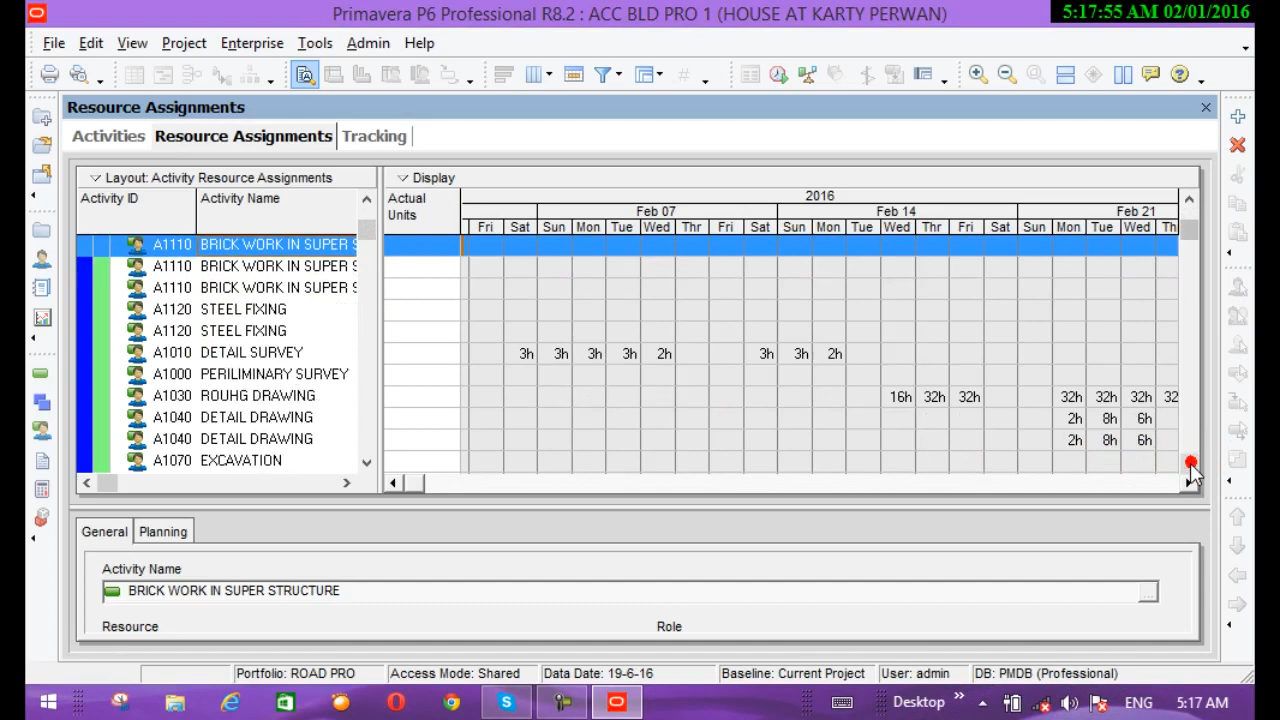 Primavera P6 Professional R8.2 : ACC BLD PRO 1 (HOUSE AT KARTY PERWAN)
5:17:55 AM 02/01/2016
File Edit View Project Enterprise Tools Admin Help
Resource Assignments
Activities Resource Assignments Tracking
Layout: Activity Resource Assignments Display
Activity ID Activity Name Actual Units
2016
Feb 07 Feb 14 Feb 21
Fri Sat Sun Mon Tue Wed Thr Fri Sat Sun Mon Tue Wed Thr Fri Sat Sun Mon Tue Wed Th
A1110 BRICK WORK IN SUPER S
A1110 BRICK WORK IN SUPER S
A1110 BRICK WORK IN SUPER S
A1120 STEEL FIXING
A1120 STEEL FIXING
A1010 DETAIL SURVEY 3h 3h 3h 3h 2h 3h 3h 2h
A1000 PERILIMINARY SURVEY
A1030 ROUHG DRAWING 16h 32h 32h 32h 32h 32h 32
A1040 DETAIL DRAWING 2h 8h 6h
A1040 DETAIL DRAWING 2h 8h 6h
A1070 EXCAVATION
General Planning
Activity Name
BRICK WORK IN SUPER STRUCTURE
...
Resource Role
Portfolio: ROAD PRO Access Mode: Shared Data Date: 19-6-16 Baseline: Current Project User: admin DB: PMDB (Professional)
Desktop ENG 5:17 AM